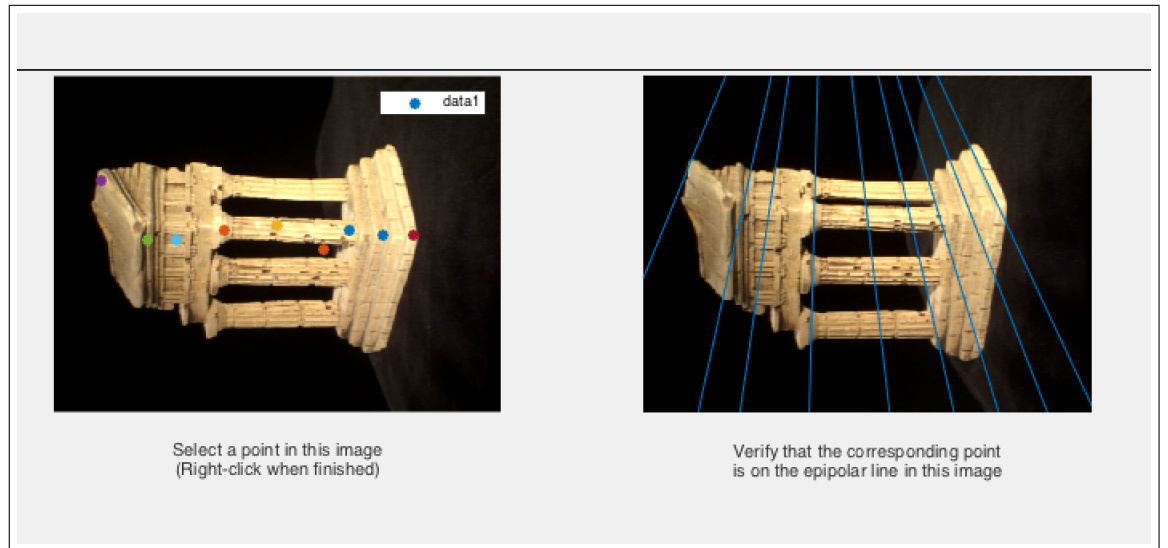 data1
Select a point in this image
(Right-click when finished)
Verify that the corresponding point
is on the epipolar line in this image